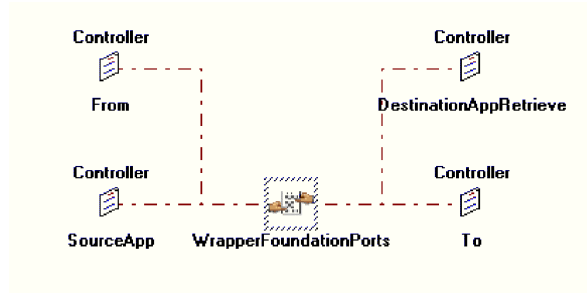 Controller
Controller
From
DestinationAppRetrieve
Controller
Controller
SourceApp
WrapperFoundationPorts
To